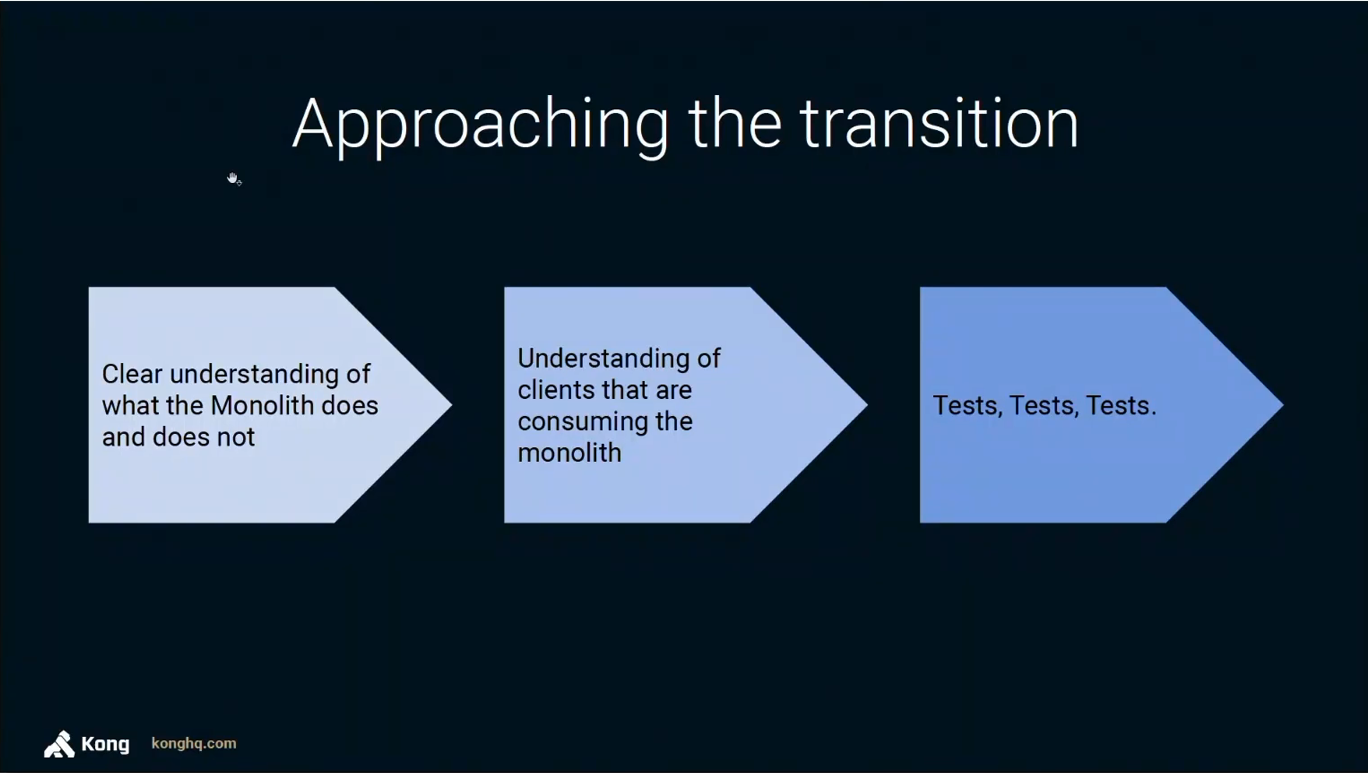 Approaching the transition
Clear understanding of
what the Monolith does
and does not
Understanding of
clients that are
consuming the
monolith
Tests, Tests, Tests.
Kong
konghq.com